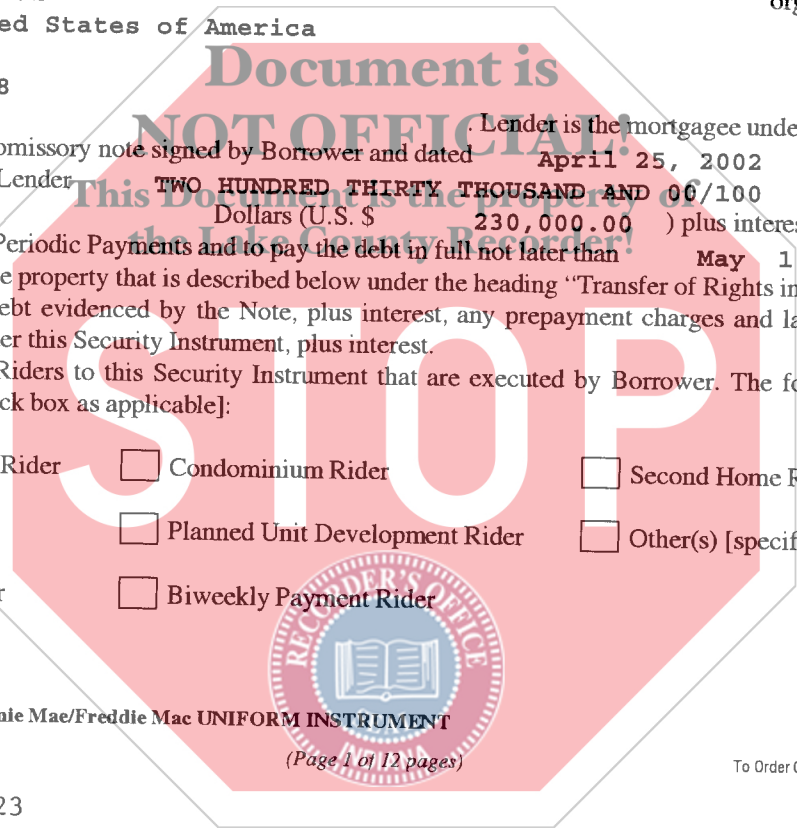 ed States of America
Document is
8
NOT OFFICIAL!
. Lender is the mortgagee unde
omissory note signed by Borrower and dated April 25, 2002
Lender TWO HUNDRED THIRTY THOUSAND AND 00/100
This Document is the property of
Dollars (U.S. $ 230,000.00 ) plus interes
the Lake County Recorder!
Periodic Payments and to pay the debt in full not later than May 1
e property that is described below under the heading "Transfer of Rights in
ebt evidenced by the Note, plus interest, any prepayment charges and la
er this Security Instrument, plus interest.
Riders to this Security Instrument that are executed by Borrower. The fo
ck box as applicable]:
STOP
Rider Condominium Rider Second Home R
Planned Unit Development Rider Other(s) [specif
r Biweekly Payment Rider
RECORDER'S OFFICE
nie Mae/Freddie Mac UNIFORM INSTRUMENT
INDIANA
(Page 1 of 12 pages)
To Order
23